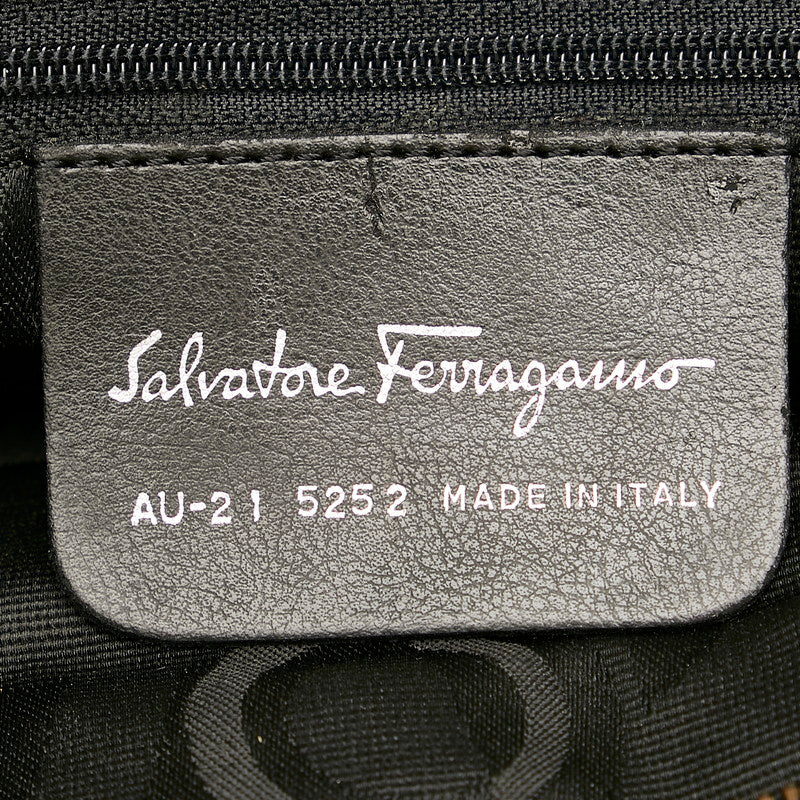 Salvatore Ferragamo
AU-21 5252 MADE IN ITALY